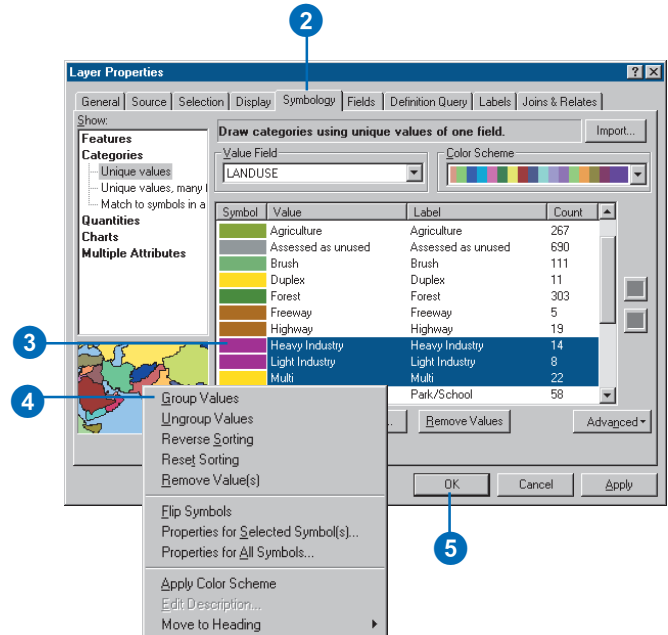 2
Layer Properties
General Source Selection Display Symbology Fields Definition Query Labels Joins & Relates
Show:
Features
Categories
Unique values
Unique values, many
Match to symbols in a
Quantities
Charts
Multiple Attributes
Draw categories using unique values of one field.
Import...
Value Field
LANDUSE
Color Scheme
Symbol Value Label Count
Agriculture Agriculture 267
Assessed as unused Assessed as unused 690
Brush Brush 111
Duplex Duplex 11
Forest Forest 303
Freeway Freeway 5
Highway Highway 19
3
Heavy Industry Heavy Industry 14
Light Industry Light Industry 8
Multi Multi 22
Park/School 58
... Remove Values Advanced
4
Group Values
Ungroup Values
Reverse Sorting
Reset Sorting
Remove Value(s)
Flip Symbols
Properties for Selected Symbol(s)...
Properties for All Symbols...
Apply Color Scheme
Edit Description...
Move to Heading
OK Cancel Apply
5